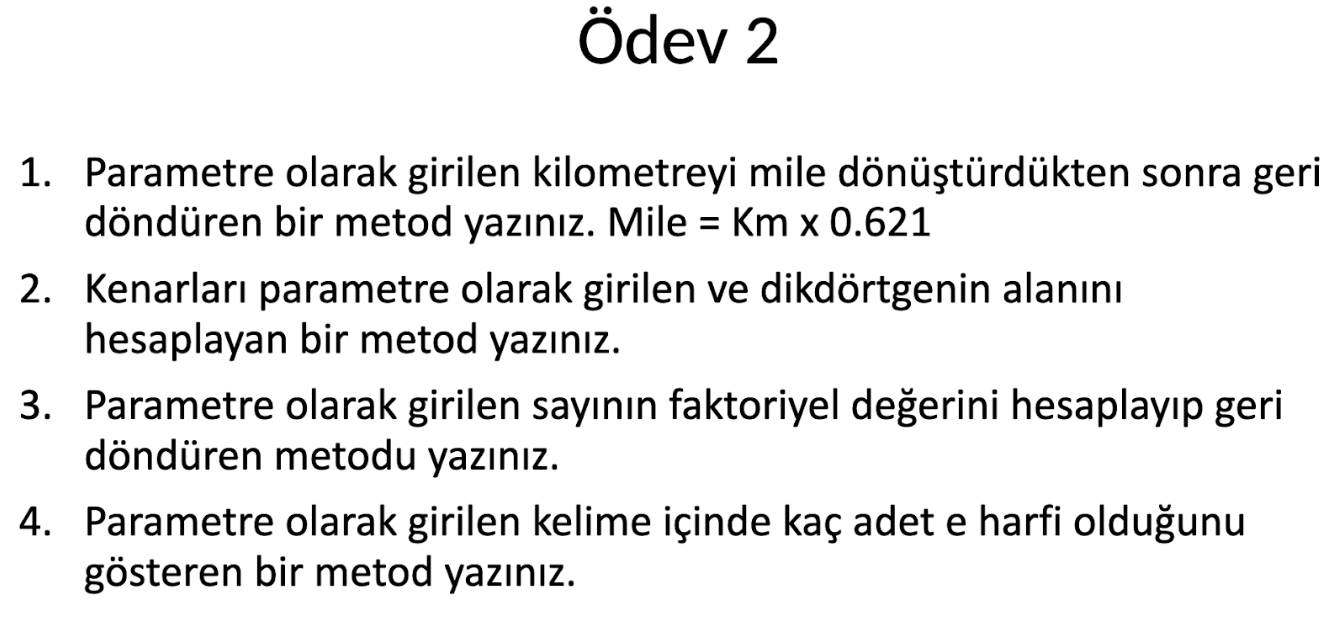 Ödev 2
1. Parametre olarak girilen kilometreyi mile dönüştürdükten sonra geri
döndüren bir metod yazınız. Mile = Km x 0.621
2. Kenarları parametre olarak girilen ve dikdörtgenin alanını
hesaplayan bir metod yazınız.
3. Parametre olarak girilen sayının faktoriyel değerini hesaplayıp geri
döndüren metodu yazınız.
4. Parametre olarak girilen kelime içinde kaç adet e harfi olduğunu
gösteren bir metod yazınız.